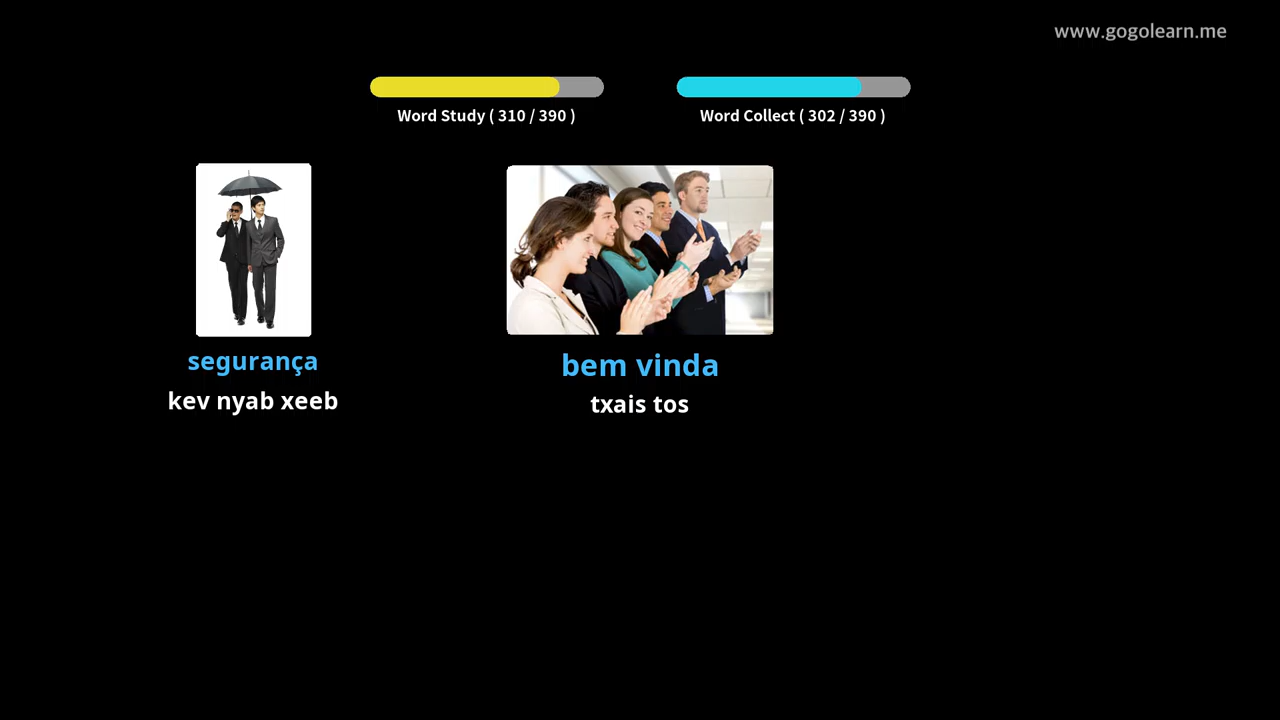 www.gogolearn.me
Word Study ( 310 / 390 )
Word Collect ( 302 / 390 )
segurança
kev nyab xeeb
bem vinda
txais tos